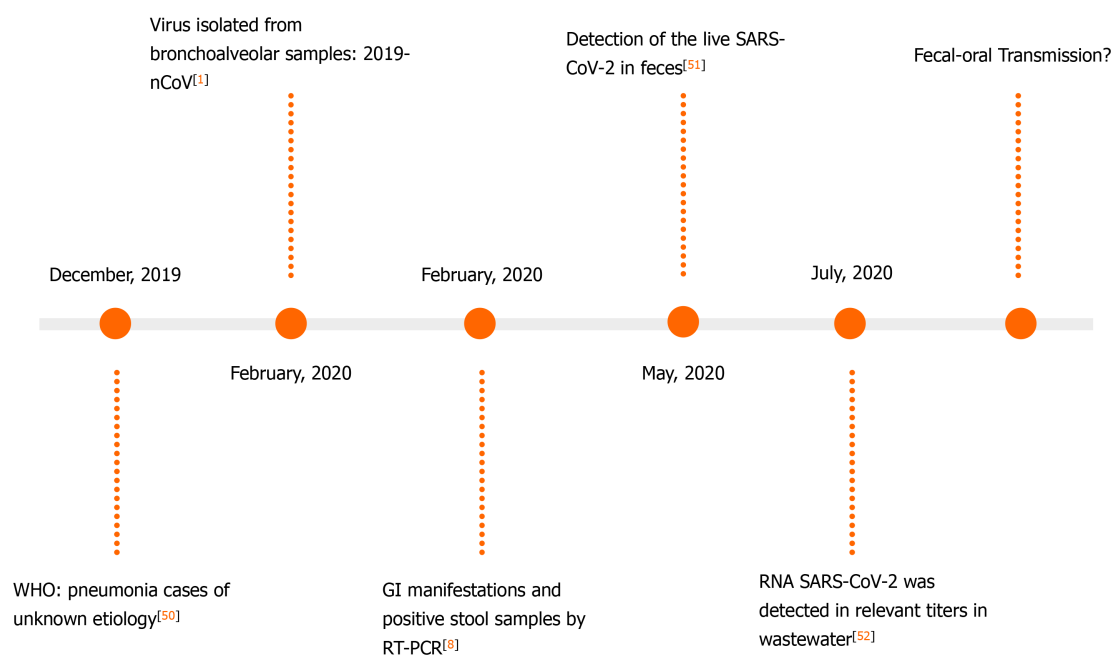 Virus isolated from
bronchoalveolar samples: 2019-
nCoV[1]
Detection of the live SARS-
CoV-2 in feces[51]
Fecal-oral Transmission?
December, 2019
February, 2020
July, 2020
February, 2020
May, 2020
WHO: pneumonia cases of
unknown etiology[50]
GI manifestations and
positive stool samples by
RT-PCR[8]
RNA SARS-CoV-2 was
detected in relevant titers in
wastewater[52]